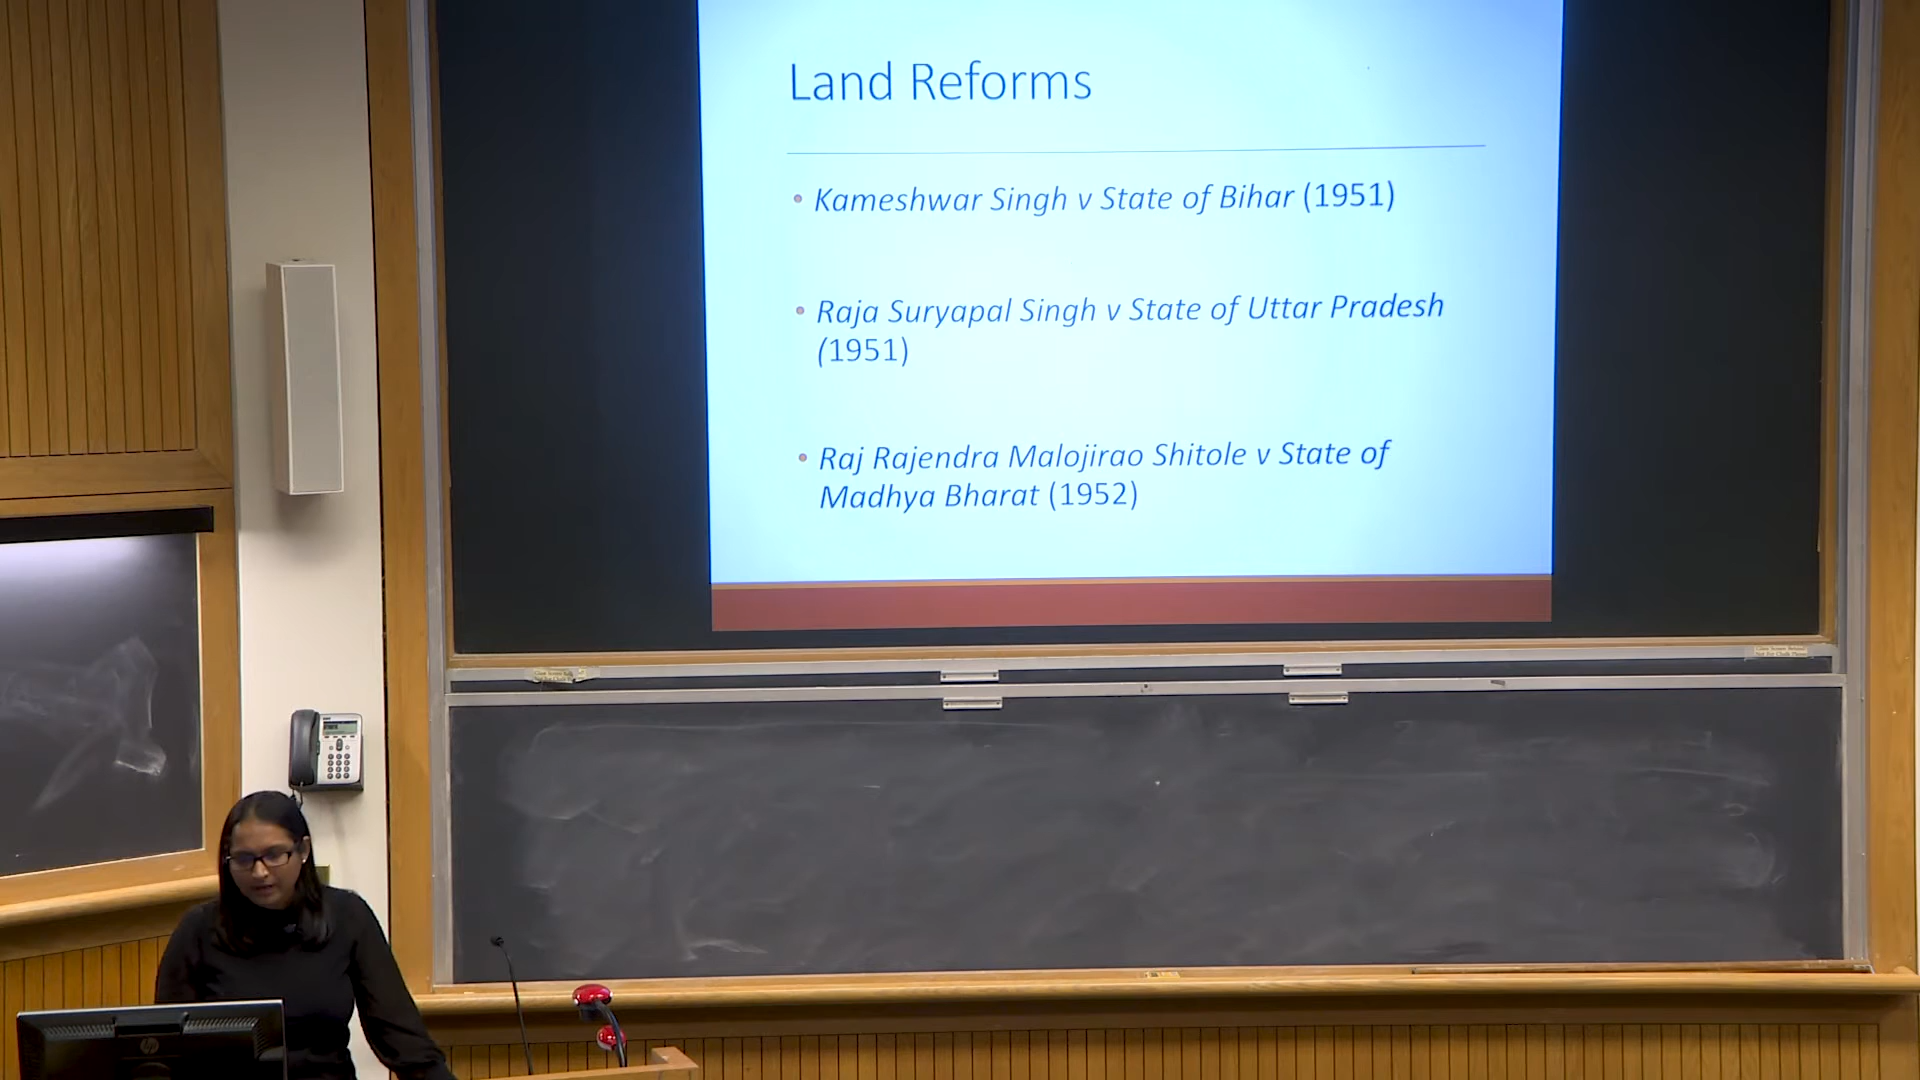 Land Reforms
• Kameshwar Singh v State of Bihar (1951)
• Raja Suryapal Singh v State of Uttar Pradesh
(1951)
• Raj Rajendra Malojirao Shitole v State of
Madhya Bharat (1952)
hp